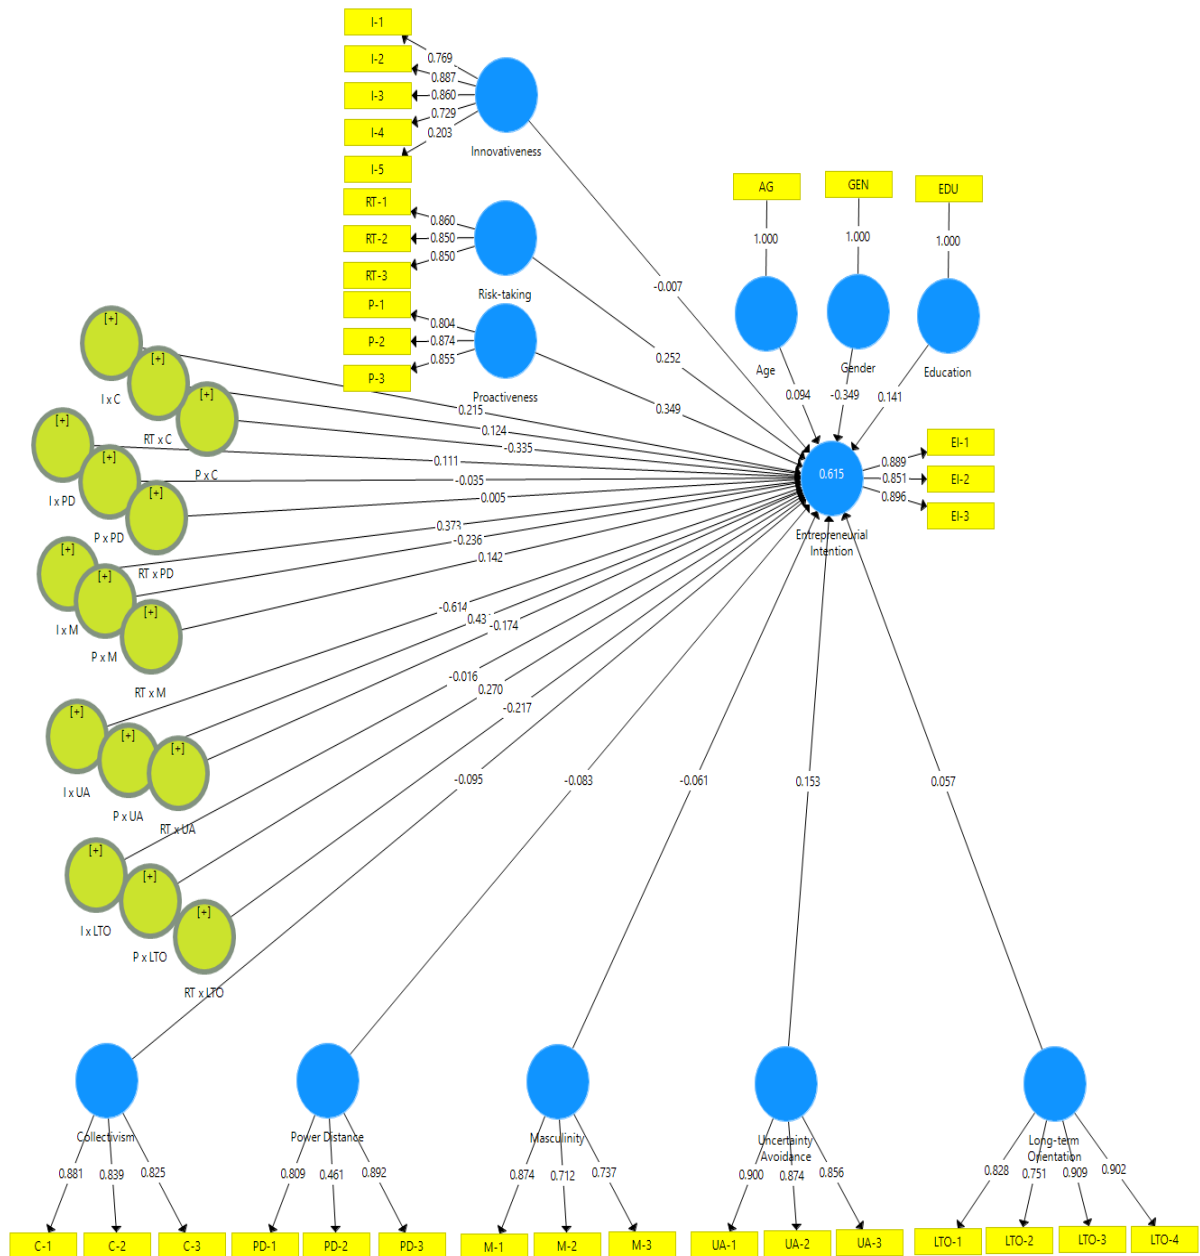 I-1
I-2
I-3
I-4
I-5
0.769
0.887
0.860
0.729
0.203
Innovativeness
RT-1
RT-2
RT-3
0.860
0.850
0.850
Risk-taking
P-1
P-2
P-3
0.804
0.874
0.855
Proactiveness
AG
GEN
EDU
1.000
1.000
1.000
Age
Gender
Education
-0.007
0.252
0.349
0.094
-0.349
0.141
[+]
I x C
[+]
RT x C
[+]
P x C
0.215
0.124
-0.335
[+]
I x PD
[+]
P x PD
[+]
RT x PD
0.111
-0.035
0.005
[+]
I x M
[+]
P x M
[+]
RT x M
0.373
-0.236
0.142
[+]
I x UA
[+]
P x UA
[+]
RT x UA
-0.614
0.43
-0.174
[+]
I x LTO
[+]
P x LTO
[+]
RT x LTO
-0.016
0.270
-0.217
0.615
Entrepreneurial
Intention
0.889
0.851
0.896
EI-1
EI-2
EI-3
-0.095
-0.083
-0.061
0.153
0.057
Collectivism
0.881
0.839
0.825
C-1
C-2
C-3
Power Distance
0.809
0.461
0.892
PD-1
PD-2
PD-3
Masculinity
0.874
0.712
0.737
M-1
M-2
M-3
Uncertainty
Avoidance
0.900
0.874
0.856
UA-1
UA-2
UA-3
Long-term
Orientation
0.828
0.751
0.909
0.902
LTO-1
LTO-2
LTO-3
LTO-4